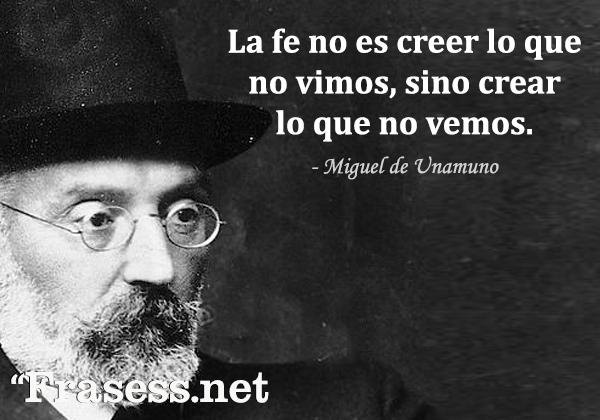 La fe no es creer lo que
no vimos, sino crear
lo que no vemos.
- Miguel de Unamuno
“Frasess.net